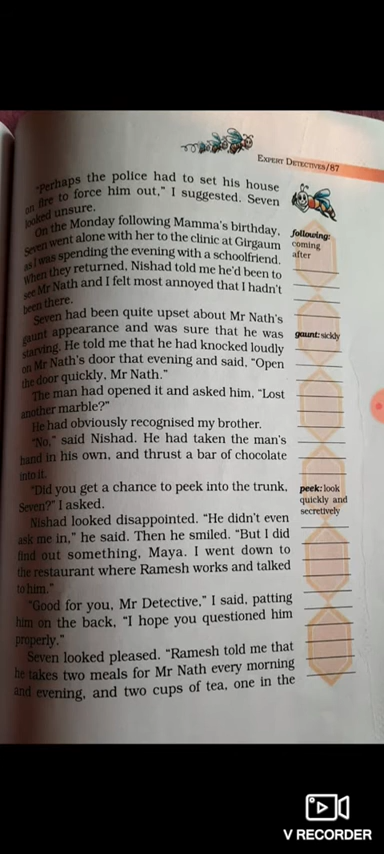 EXPERT DETECTIVES/87
"Perhaps the police had to set his house
on fire to force him out," I suggested. Seven
looked unsure.
On the Monday following Mamma's birthday,
Seven went alone with her to the clinic at Girgaum
as I was spending the evening with a schoolfriend.
When they returned, Nishad told me he'd been to
see Mr Nath and I felt most annoyed that I hadn't
been there.
Seven had been quite upset about Mr Nath's
gaunt appearance and was sure that he was
starving. He told me that he had knocked loudly
on Mr Nath's door that evening and said, "Open
the door quickly, Mr Nath."
The man had opened it and asked him, "Lost
another marble?"
He had obviously recognised my brother.
"No," said Nishad. He had taken the man's
hand in his own, and thrust a bar of chocolate
into it.
"Did you get a chance to peek into the trunk,
Seven?" I asked.
Nishad looked disappointed. "He didn't even
ask me in," he said. Then he smiled. "But I did
find out something, Maya. I went down to
the restaurant where Ramesh works and talked
to him."
"Good for you, Mr Detective," I said, patting
him on the back, "I hope you questioned him
properly."
Seven looked pleased. "Ramesh told me that
he takes two meals for Mr Nath every morning
and evening, and two cups of tea, one in the
following:
coming
after
gaunt: sickly
peek: look
quickly and
secretively
V RECORDER